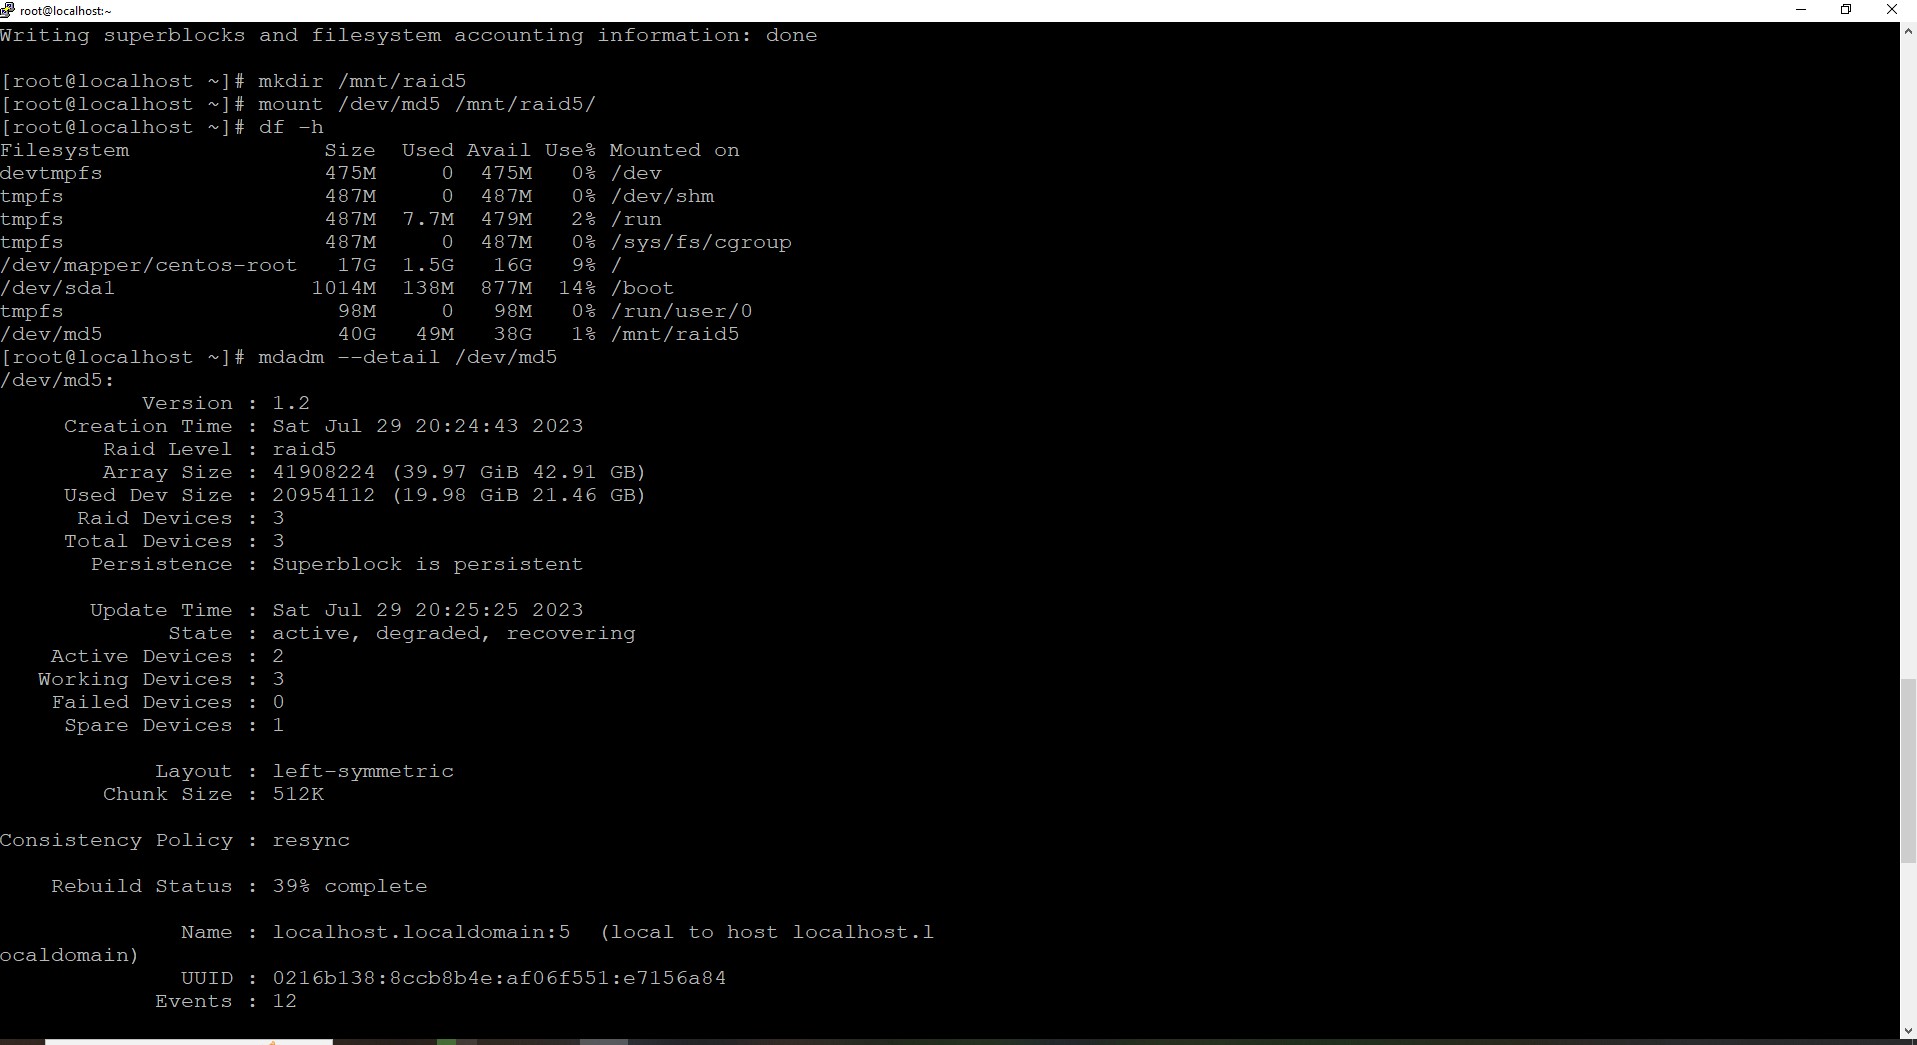 root@localhost:~
Writing superblocks and filesystem accounting information: done
[root@localhost ~]# mkdir /mnt/raid5
[root@localhost ~]# mount /dev/md5 /mnt/raid5/
[root@localhost ~]# df -h
Filesystem               Size  Used Avail Use% Mounted on
devtmpfs                 475M     0  475M   0% /dev
tmpfs                    487M     0  487M   0% /dev/shm
tmpfs                    487M  7.7M  479M   2% /run
tmpfs                    487M     0  487M   0% /sys/fs/cgroup
/dev/mapper/centos-root   17G  1.5G   16G   9% /
/dev/sda1               1014M  138M  877M  14% /boot
tmpfs                     98M     0   98M   0% /run/user/0
/dev/md5                  40G   49M   38G   1% /mnt/raid5
[root@localhost ~]# mdadm --detail /dev/md5
/dev/md5:
           Version : 1.2
     Creation Time : Sat Jul 29 20:24:43 2023
        Raid Level : raid5
        Array Size : 41908224 (39.97 GiB 42.91 GB)
     Used Dev Size : 20954112 (19.98 GiB 21.46 GB)
      Raid Devices : 3
     Total Devices : 3
       Persistence : Superblock is persistent
       Update Time : Sat Jul 29 20:25:25 2023
             State : active, degraded, recovering
    Active Devices : 2
   Working Devices : 3
    Failed Devices : 0
     Spare Devices : 1
            Layout : left-symmetric
        Chunk Size : 512K
Consistency Policy : resync
    Rebuild Status : 39% complete
              Name : localhost.localdomain:5  (local to host localhost.l
ocaldomain)
              UUID : 0216b138:8ccb8b4e:af06f551:e7156a84
            Events : 12